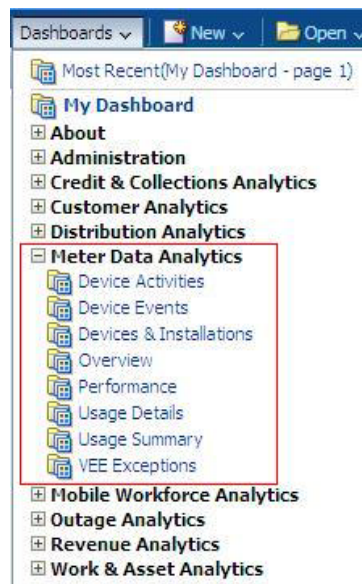 Dashboards New Open
Most Recent(My Dashboard - page 1)
My Dashboard
About
Administration
Credit & Collections Analytics
Customer Analytics
Distribution Analytics
Meter Data Analytics
Device Activities
Device Events
Devices & Installations
Overview
Performance
Usage Details
Usage Summary
VEE Exceptions
Mobile Workforce Analytics
Outage Analytics
Revenue Analytics
Work & Asset Analytics